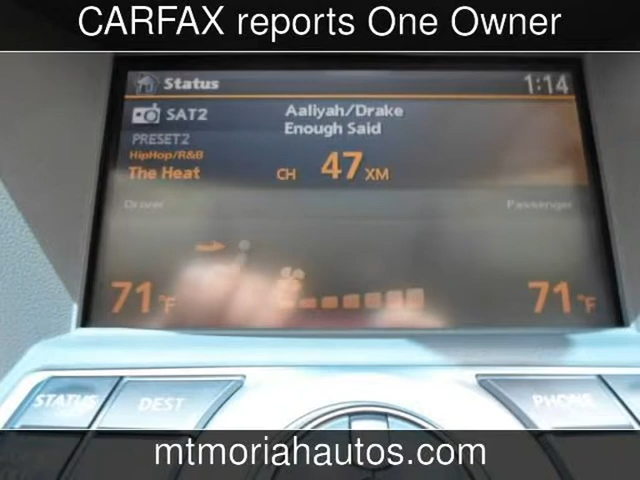 CARFAX reports One Owner
Status
1:14
SAT2
Aaliyah/Drake
Enough Said
PRESET2
HipHop/R&B
The Heat
CH 47 XM
Driver
Passenger
71°F
71°F
STATUS
DEST
PHONE
mtmoriahautos.com